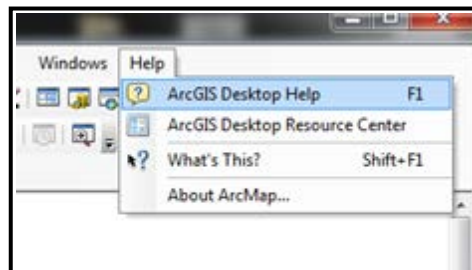 Windows Help
ArcGIS Desktop Help F1
ArcGIS Desktop Resource Center
What's This? Shift+F1
About ArcMap...